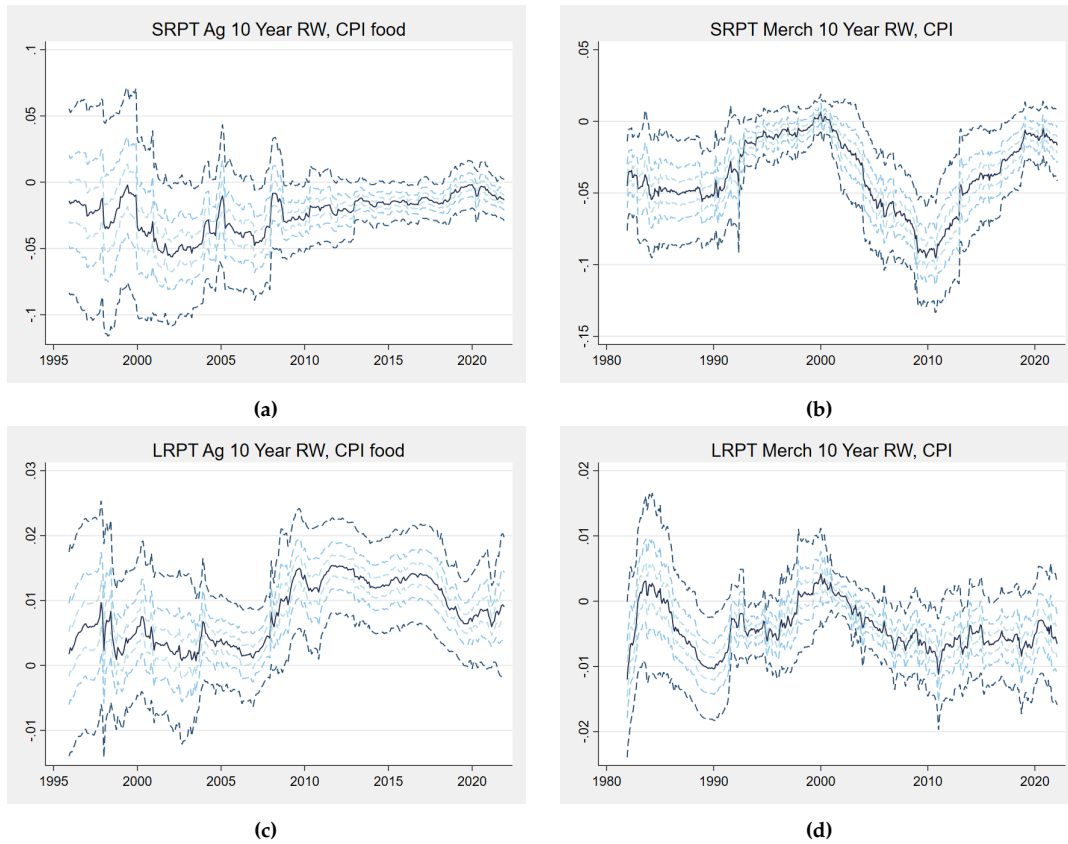 SRPT Ag 10 Year RW, CPI food
.1
.05
0
-.05
-.1
1995 2000 2005 2010 2015 2020
(a)
SRPT Merch 10 Year RW, CPI
.05
0
-.05
-.1
-.15
1980 1990 2000 2010 2020
(b)
LRPT Ag 10 Year RW, CPI food
.03
.02
.01
0
-.01
1995 2000 2005 2010 2015 2020
(c)
LRPT Merch 10 Year RW, CPI
.02
.01
0
-.01
-.02
1980 1990 2000 2010 2020
(d)